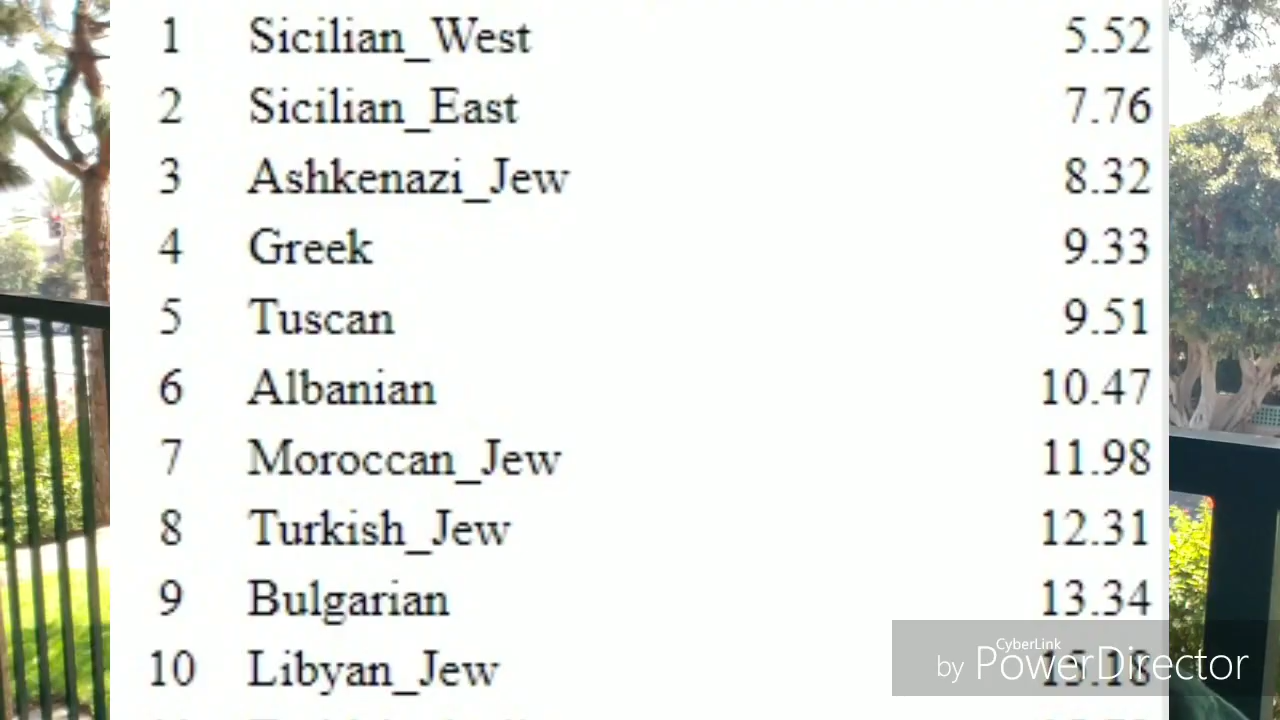 1 Sicilian_West 5.52
2 Sicilian_East 7.76
3 Ashkenazi_Jew 8.32
4 Greek 9.33
5 Tuscan 9.51
6 Albanian 10.47
7 Moroccan_Jew 11.98
8 Turkish_Jew 12.31
9 Bulgarian 13.34
10 Libyan_Jew 15.18
CyberLink
by PowerDirector